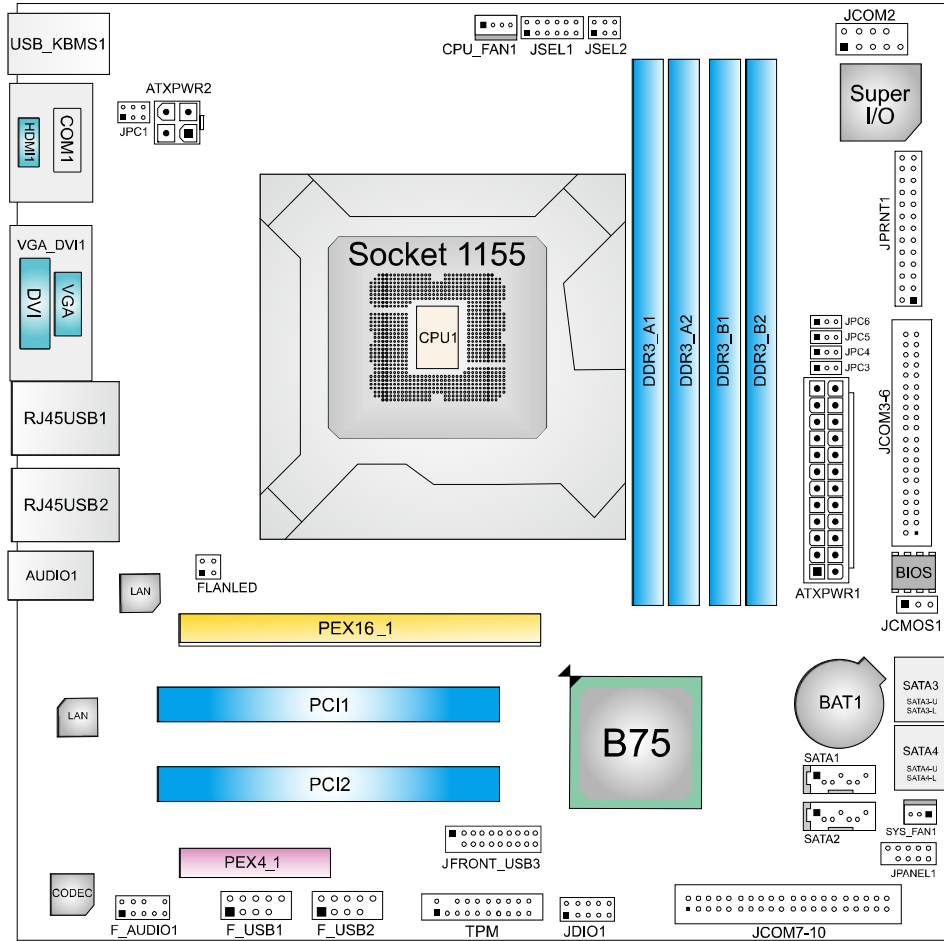 USB_KBMS1
HDMI1
COM1
JPC1
ATXPWR2
CPU_FAN1
JSEL1
JSEL2
JCOM2
Super
I/O
JPRNT1
VGA_DVI1
DVI
VGA
Socket 1155
CPU1
DDR3_A1
DDR3_A2
DDR3_B1
DDR3_B2
JPC6
JPC5
JPC4
JPC3
JCOM3-6
RJ45USB1
RJ45USB2
AUDIO1
LAN
FLANLED
ATXPWR1
BIOS
JCMOS1
PEX16_1
LAN
PCI1
PCI2
B75
BAT1
SATA3
SATA3-U
SATA3-L
SATA4
SATA4-U
SATA4-L
SATA1
SATA2
SYS_FAN1
JPANEL1
JFRONT_USB3
PEX4_1
CODEC
F_AUDIO1
F_USB1
F_USB2
TPM
JDIO1
JCOM7-10